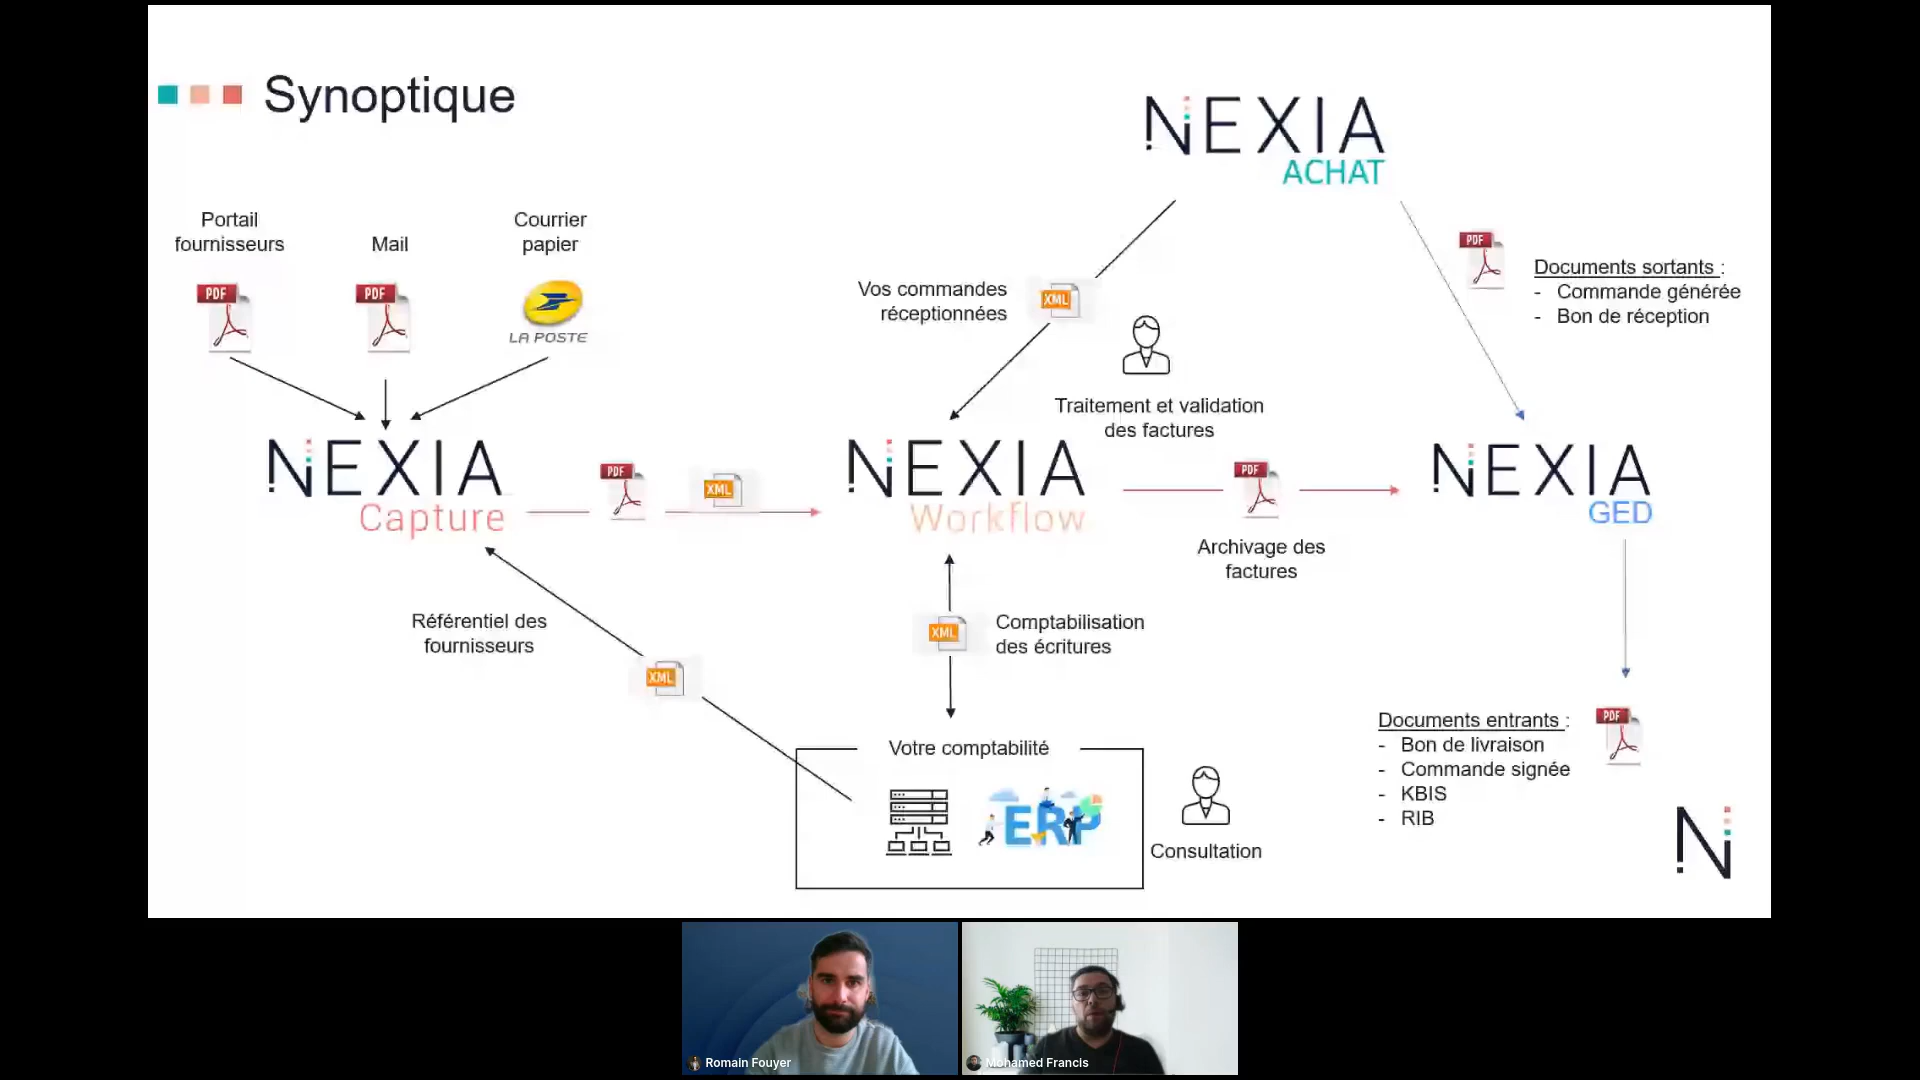 Synoptique
NEXIA
ACHAT
Portail
fournisseurs
Mail
Courrier
papier
PDF
PDF
LA POSTE
Vos commandes
réceptionnées
XML
PDF
Documents sortants :
- Commande générée
- Bon de réception
Traitement et validation
des factures
NEXIA
Capture
PDF
XML
NEXIA
Workflow
PDF
Archivage des
factures
NEXIA
GED
Référentiel des
fournisseurs
XML
XML
Comptabilisation
des écritures
Votre comptabilité
ERP
Consultation
Documents entrants :
- Bon de livraison
- Commande signée
- KBIS
- RIB
PDF
N
Romain Fouyer
Mohamed Francis